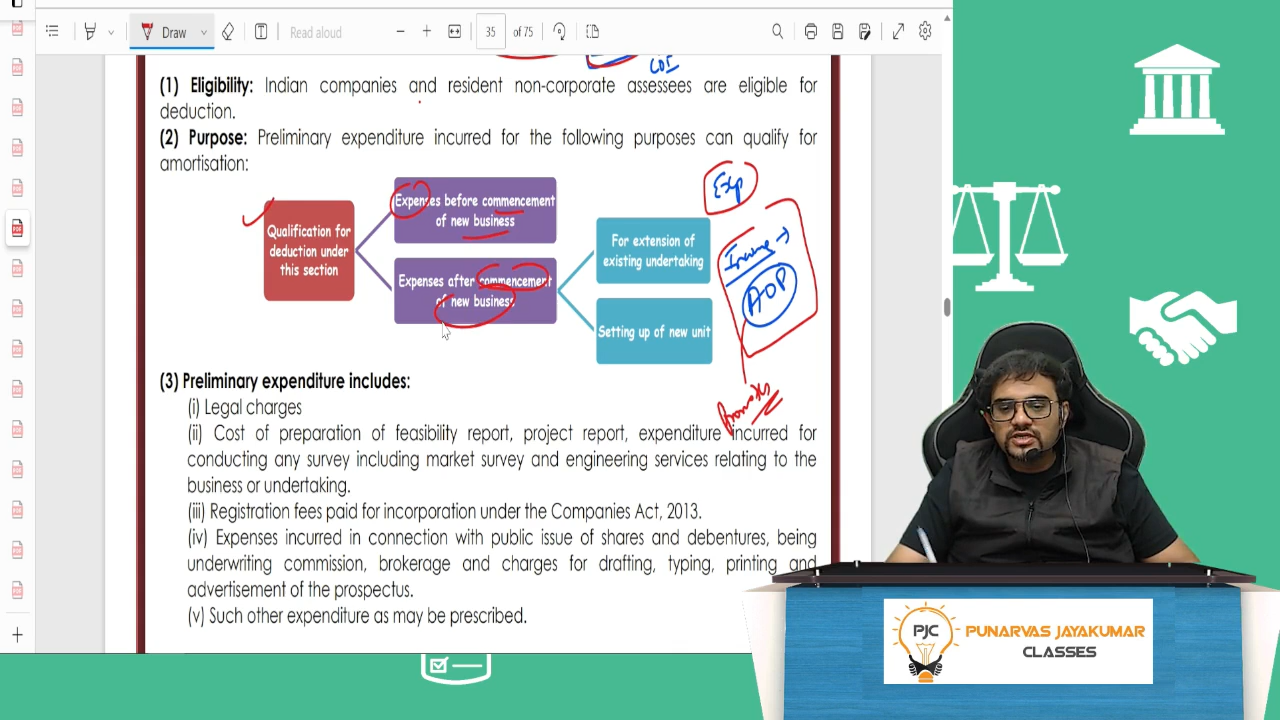 Draw
Read aloud
35
of 75
COI
(1) Eligibility: Indian companies and resident non-corporate assessees are eligible for
deduction.
(2) Purpose: Preliminary expenditure incurred for the following purposes can qualify for
amortisation:
Qualification for
deduction under
this section
Expenses before commencement
of new business
Expenses after commencement
of new business
For extension of
existing undertaking
Setting up of new unit
Exp
AOP
Promoters
(3) Preliminary expenditure includes:
(i) Legal charges
(ii) Cost of preparation of feasibility report, project report, expenditure incurred for
conducting any survey including market survey and engineering services relating to the
business or undertaking.
(iii) Registration fees paid for incorporation under the Companies Act, 2013.
(iv) Expenses incurred in connection with public issue of shares and debentures, being
underwriting commission, brokerage and charges for drafting, typing, printing and
advertisement of the prospectus.
(v) Such other expenditure as may be prescribed.
PJC
PUNARVAS JAYAKUMAR
CLASSES